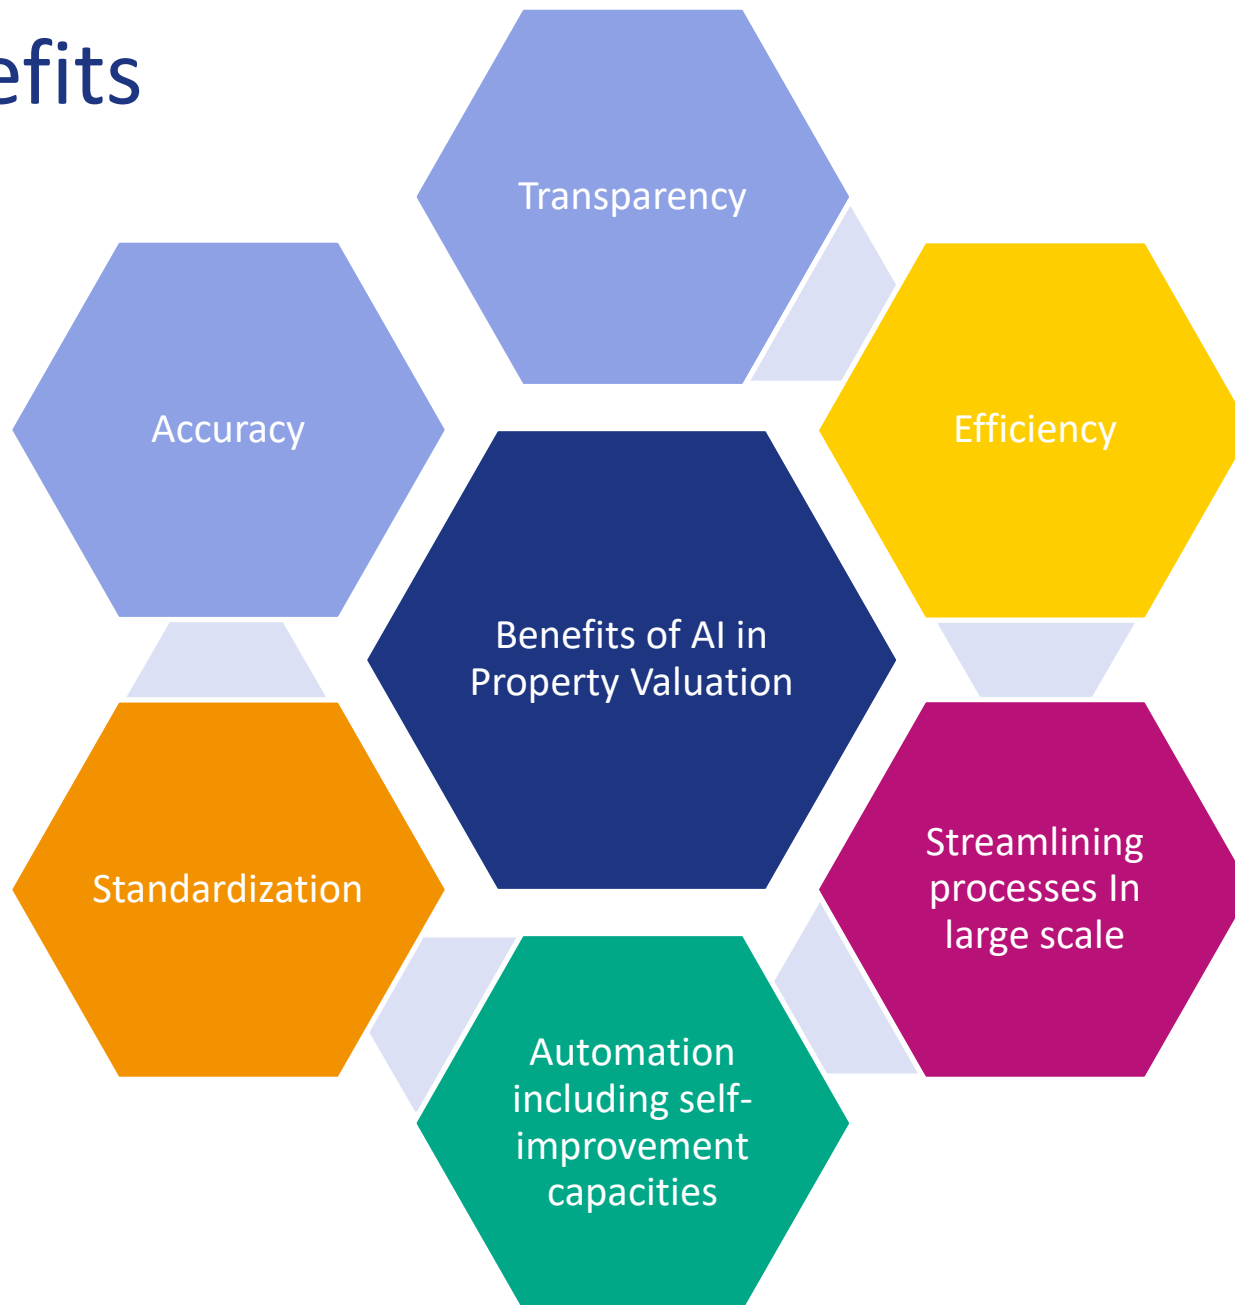 efits
Transparency
Accuracy
Efficiency
Benefits of AI in
Property Valuation
Streamlining
processes In
large scale
Standardization
Automation
including self-
improvement
capacities